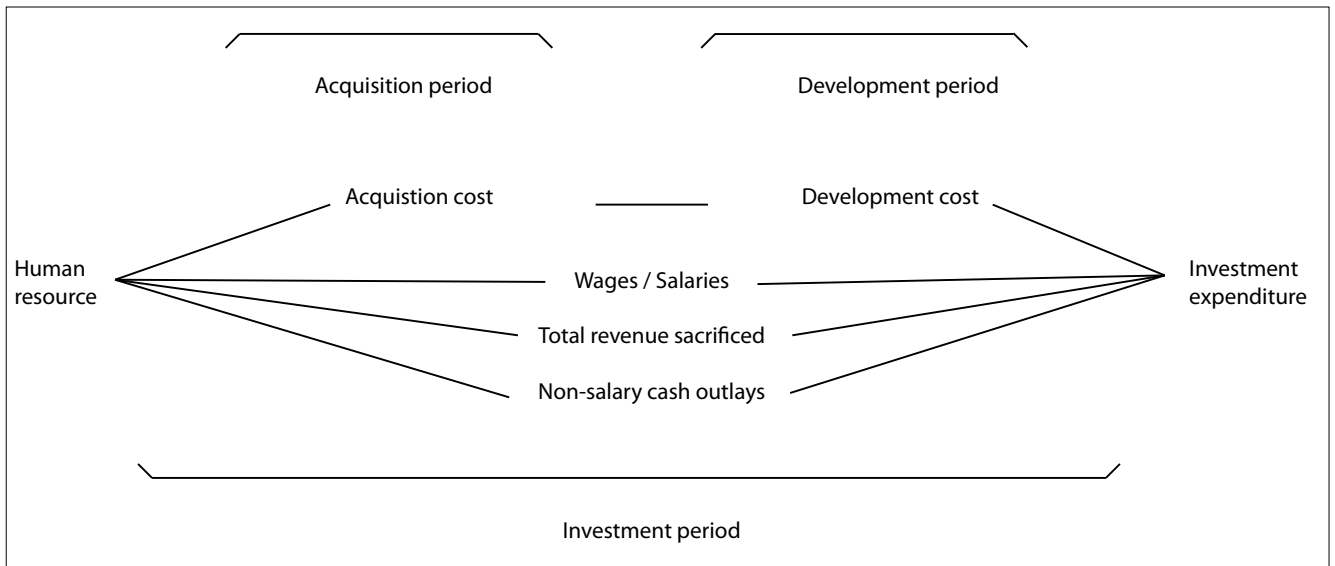 Acquisition period
Development period
Acquistion cost
Development cost
Human
resource
Wages / Salaries
Investment
expenditure
Total revenue sacrificed
Non-salary cash outlays
Investment period